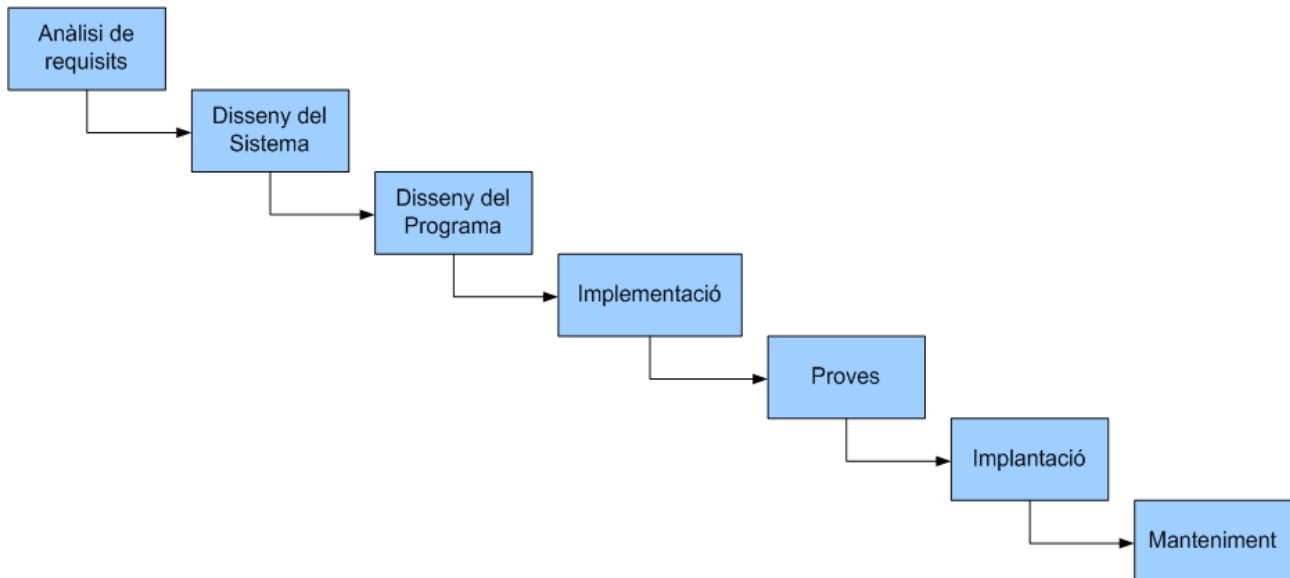 Anàlisi de
requisits
Disseny del
Sistema
Disseny del
Programa
Implementació
Proves
Implantació
Manteniment